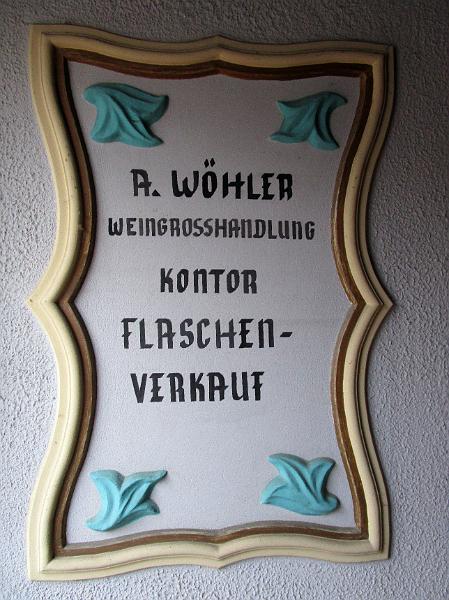 A. WÖHLER
WEINGROSSHANDLUNG
KONTOR
FLASCHEN-
VERKAUF